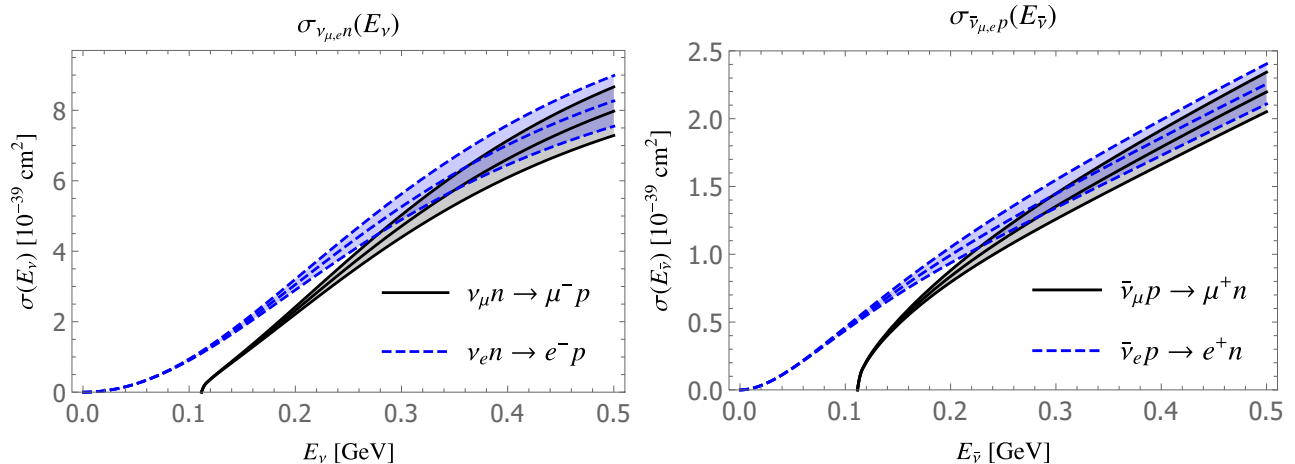 σ_{ν_{μ,e}n}(E_ν)
σ(E_ν) [10^{-39} cm^2]
8
6
4
2
0
ν_μ n → μ^- p
ν_e n → e^- p
0.0 0.1 0.2 0.3 0.4 0.5
E_ν [GeV]
σ_{ν̄_{μ,e}p}(E_ν̄)
σ(E_ν̄) [10^{-39} cm^2]
2.5
2.0
1.5
1.0
0.5
0.0
ν̄_μ p → μ^+ n
ν̄_e p → e^+ n
0.0 0.1 0.2 0.3 0.4 0.5
E_ν̄ [GeV]